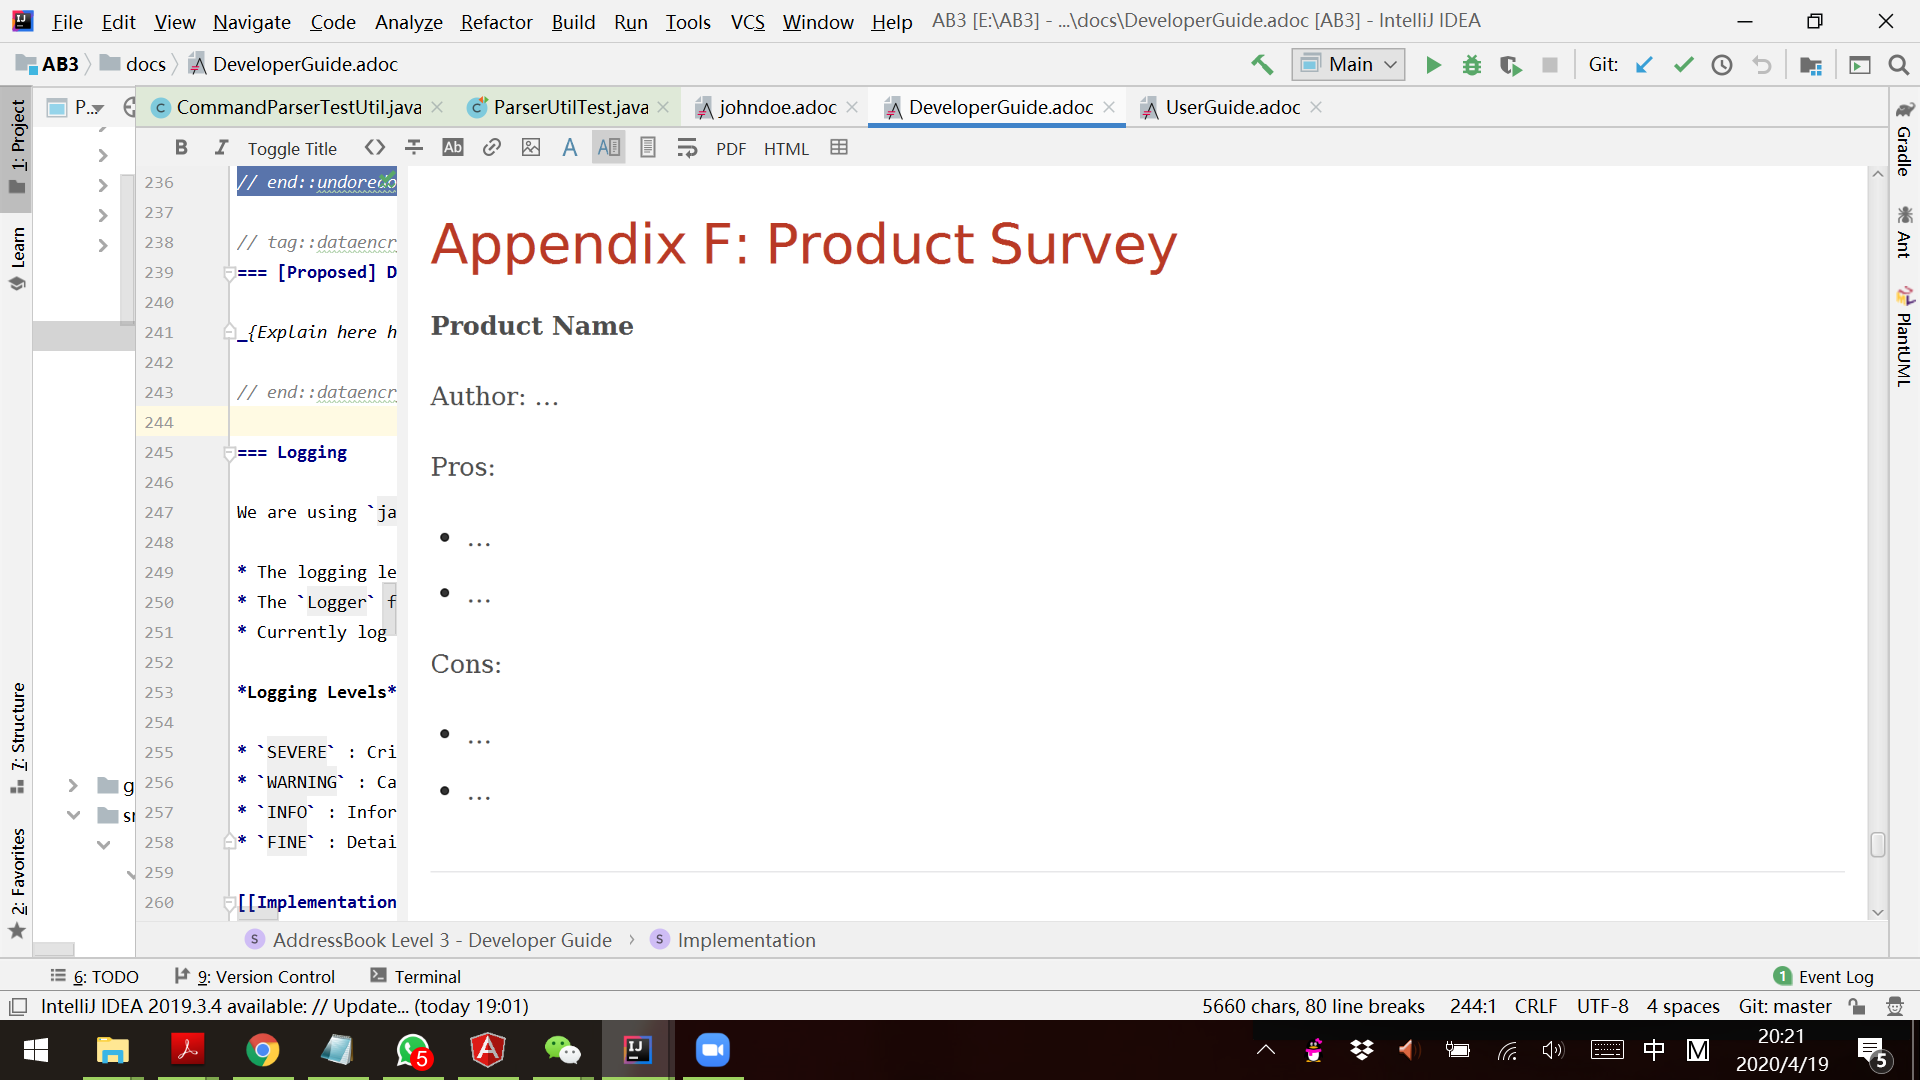 File Edit View Navigate Code Analyze Refactor Build Run Tools VCS Window Help AB3 [E:\AB3] - ...\docs\DeveloperGuide.adoc [AB3] - IntelliJ IDEA
AB3 docs DeveloperGuide.adoc Main Git:
P... CommandParserTestUtil.java ParserUtilTest.java johndoe.adoc DeveloperGuide.adoc UserGuide.adoc
B I Toggle Title <> T Ab A A PDF HTML
1: Project
Learn
7: Structure
2: Favorites
Gradle
Ant
PlantUML
g
sr
236 // end::undoredo
237
238 // tag::dataencr
239 === [Proposed] D
240
241 _{Explain here h
242
243 // end::dataencr
244
245 === Logging
246
247 We are using `ja
248
249 * The logging le
250 * The `Logger` f
251 * Currently log
252
253 *Logging Levels*
254
255 * `SEVERE` : Cri
256 * `WARNING` : Ca
257 * `INFO` : Infor
258 * `FINE` : Detai
259
260 [[Implementation
Appendix F: Product Survey
Product Name
Author: …
Pros:
• …
• …
Cons:
• …
• …
S AddressBook Level 3 - Developer Guide › S Implementation
6: TODO 9: Version Control Terminal 1 Event Log
IntelliJ IDEA 2019.3.4 available: // Update... (today 19:01) 5660 chars, 80 line breaks 244:1 CRLF UTF-8 4 spaces Git: master
5 IJ 中 M 20:21
2020/4/19 5